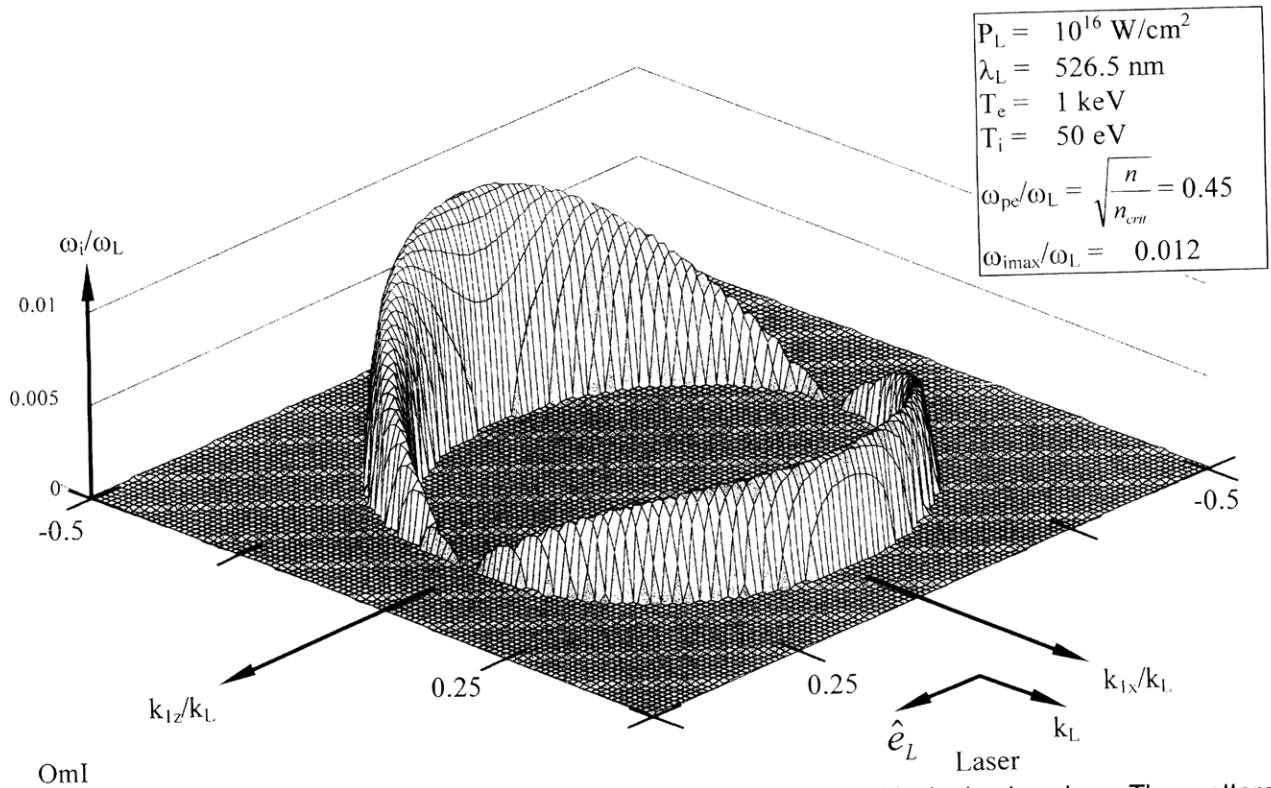 P_L = 10^16 W/cm^2
λ_L = 526.5 nm
T_e = 1 keV
T_i = 50 eV
ω_pe/ω_L = √(n/n_crit) = 0.45
ω_imax/ω_L = 0.012
ω_i/ω_L
0.01
0.005
0
-0.5
-0.5
0.25
0.25
k_1z/k_L
k_1x/k_L
ê_L
k_L
Laser
OmI